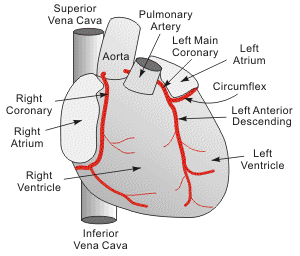 Superior
Vena Cava
Pulmonary
Artery
Left Main
Coronary
Left
Atrium
Aorta
Circumflex
Right
Coronary
Left Anterior
Descending
Right
Atrium
Left
Ventricle
Right
Ventricle
Inferior
Vena Cava